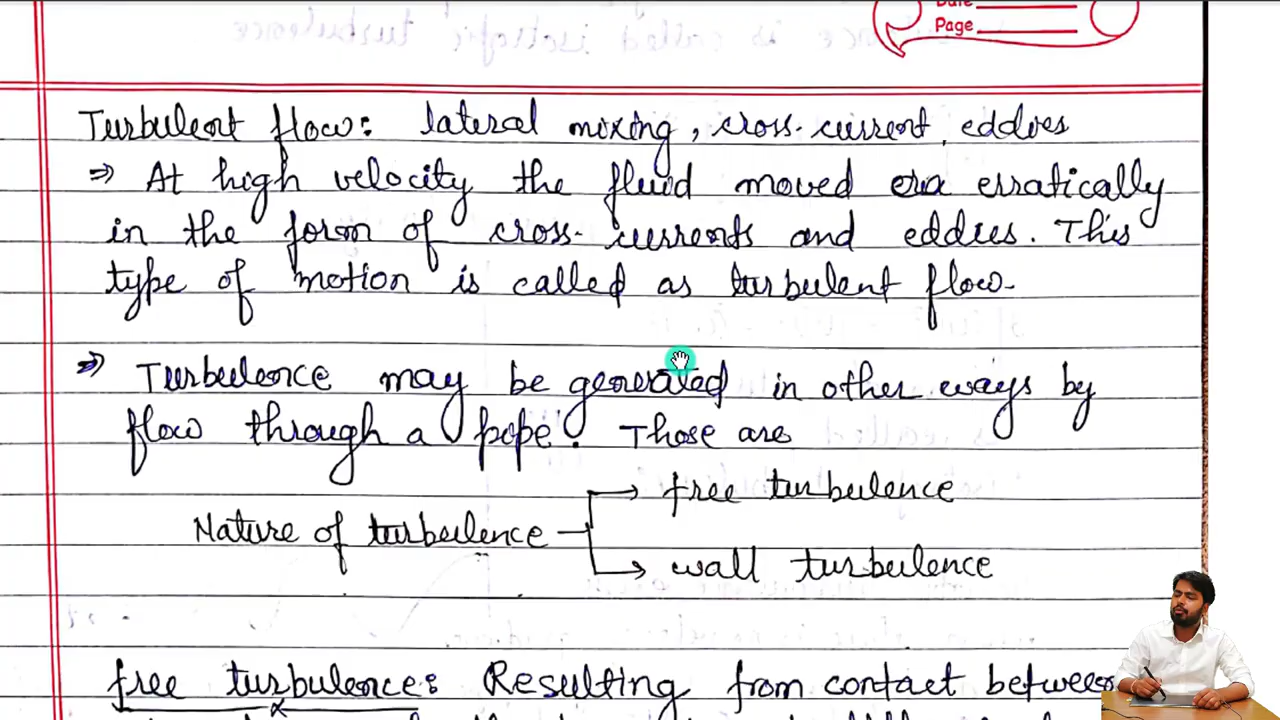 Date
Page
Turbulent flow: lateral mixing, cross-current, eddies
⇒ At high velocity the fluid moved erratically
in the form of cross-currents and eddies. This
type of motion is called as turbulent flow.
⇒ Turbulence may be generated in other ways by
flow through a pipe. Those are
free turbulence
Nature of turbulence
wall turbulence
free turbulence: Resulting from contact between